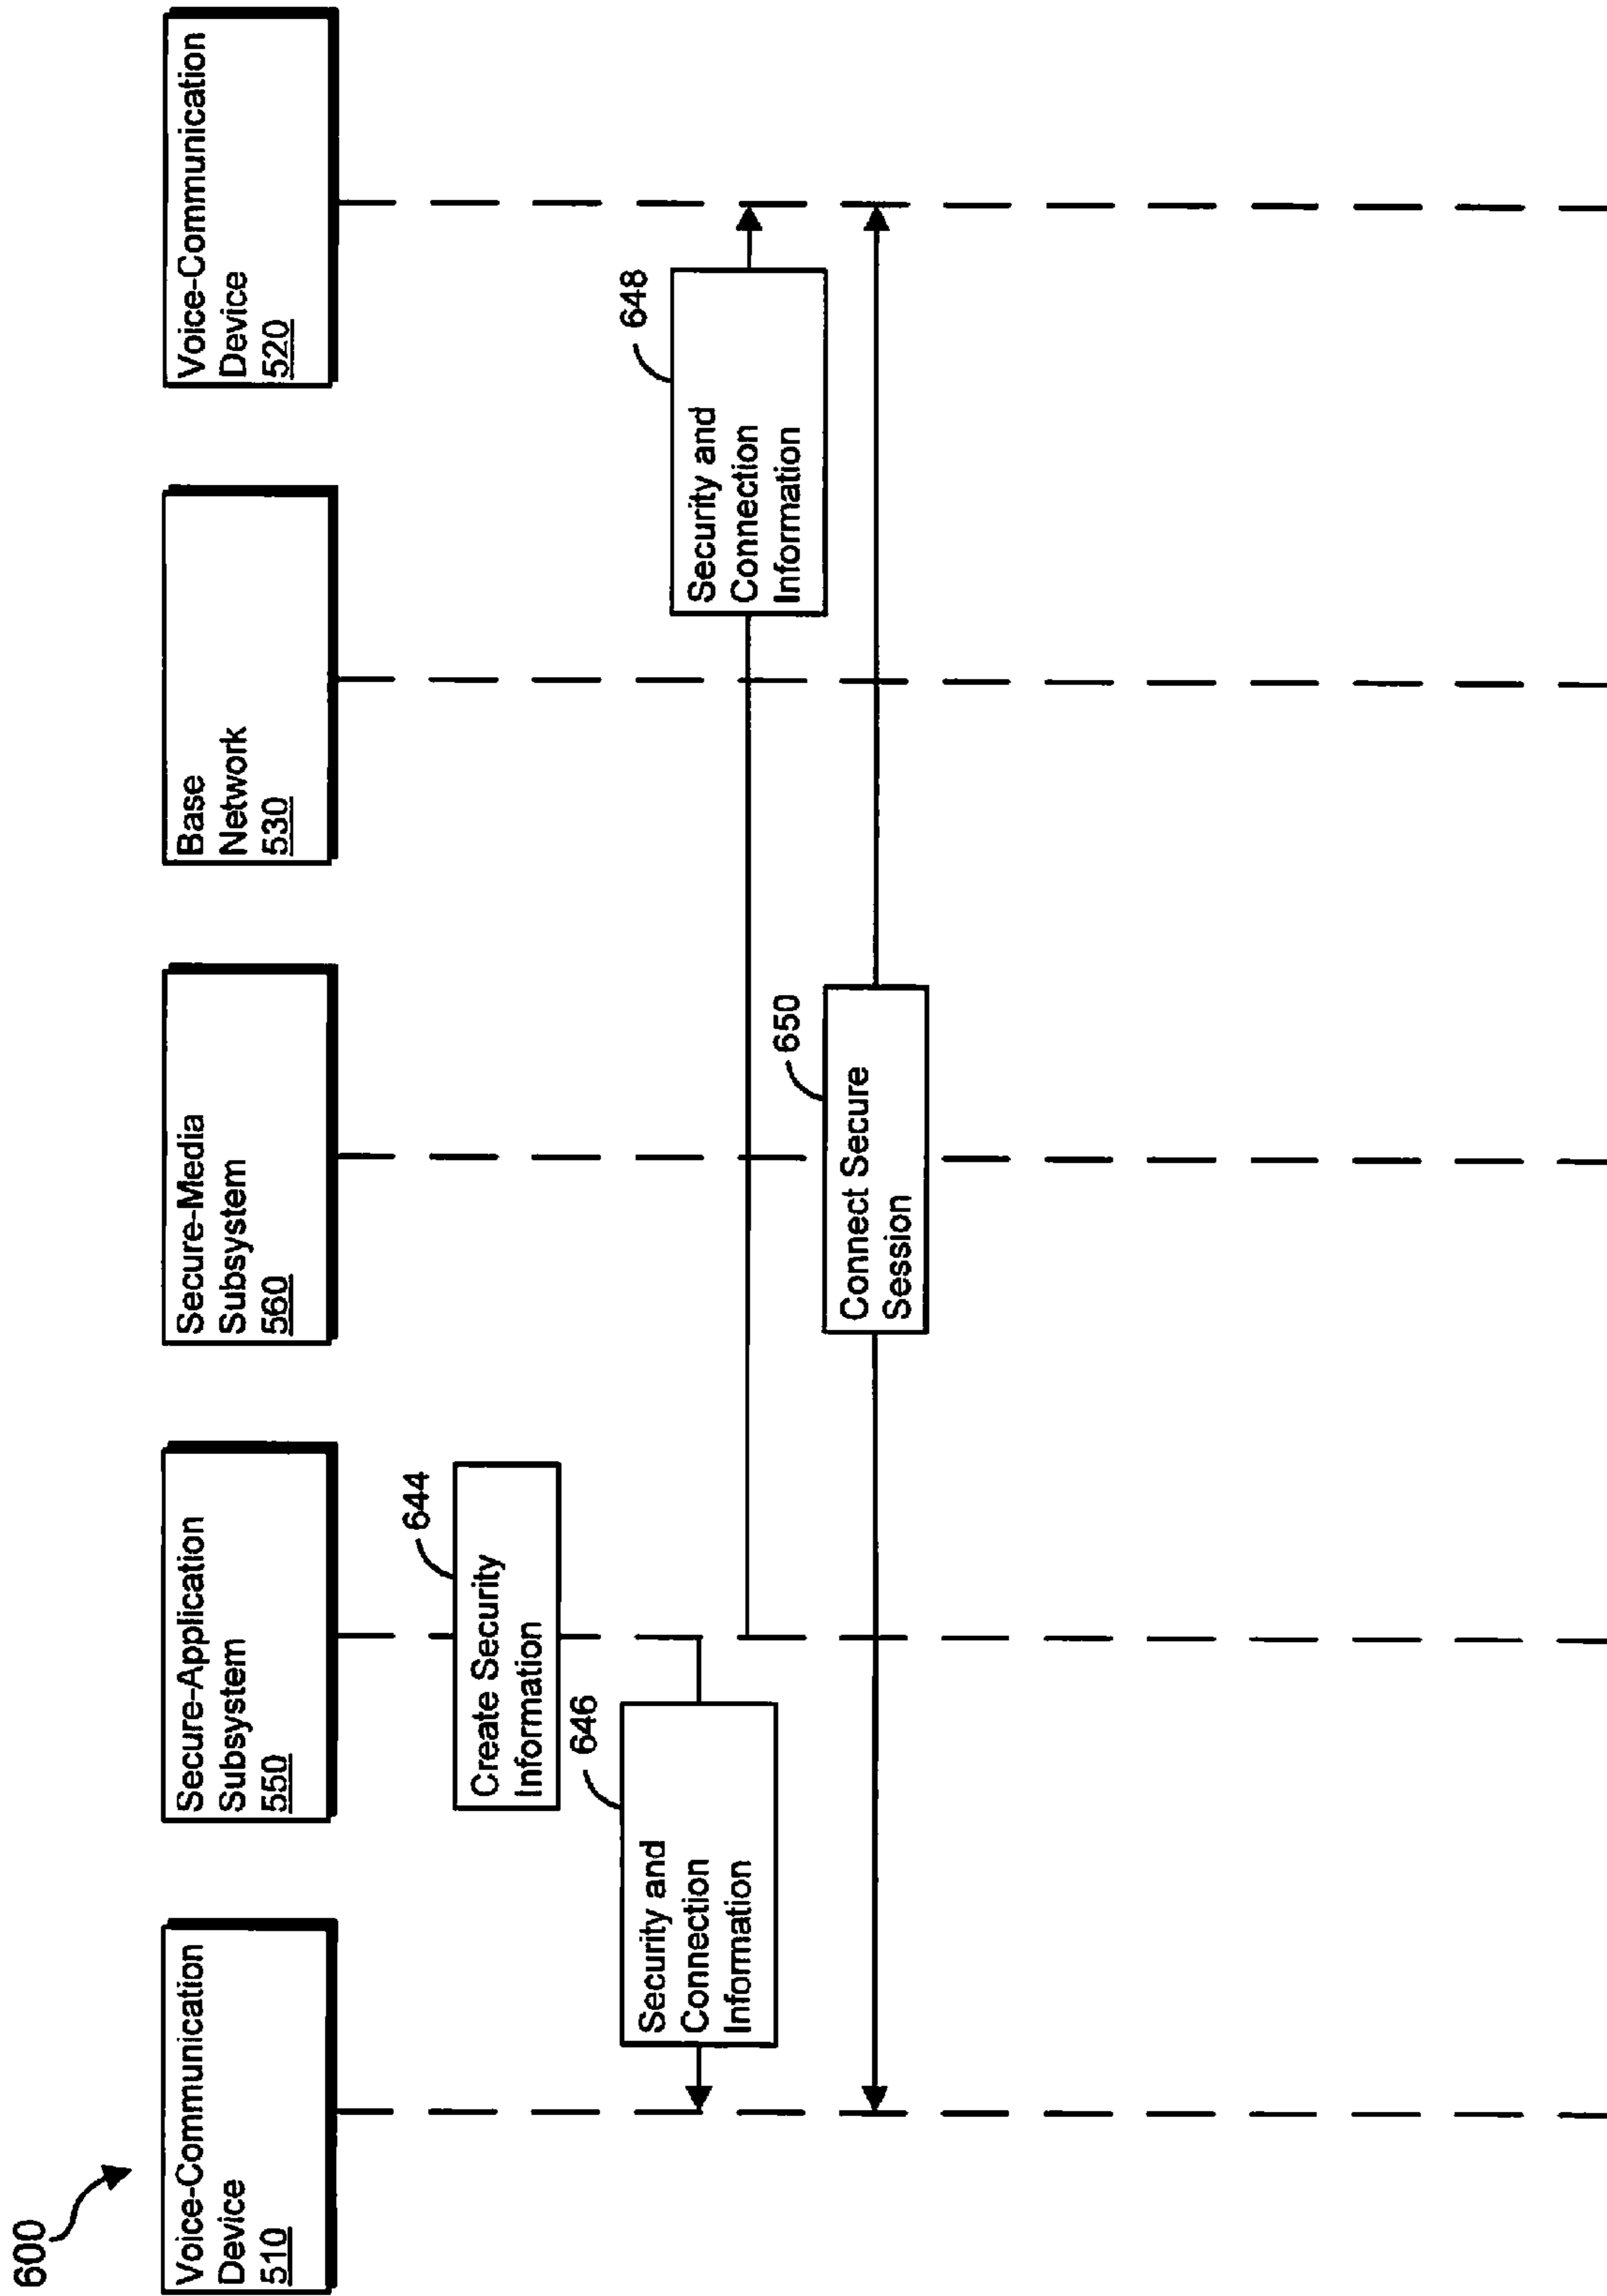 600
Voice-Communication
Device
510
Secure-Application
Subsystem
550
Secure-Media
Subsystem
560
Base
Network
530
Voice-Communication
Device
520
644
Create Security
Information
646
Security and
Connection
Information
648
Security and
Connection
Information
650
Connect Secure
Session